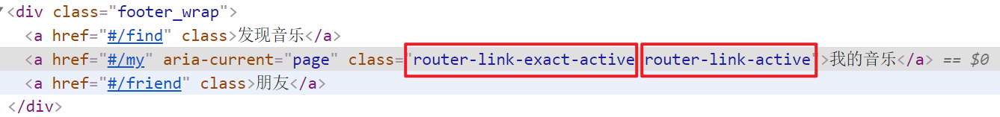 <div class="footer_wrap">
<a href="#/find" class>发现音乐</a>
<a href="#/my" aria-current="page" class="router-link-exact-active router-link-active">我的音乐</a> == $0
<a href="#/friend" class>朋友</a>
</div>